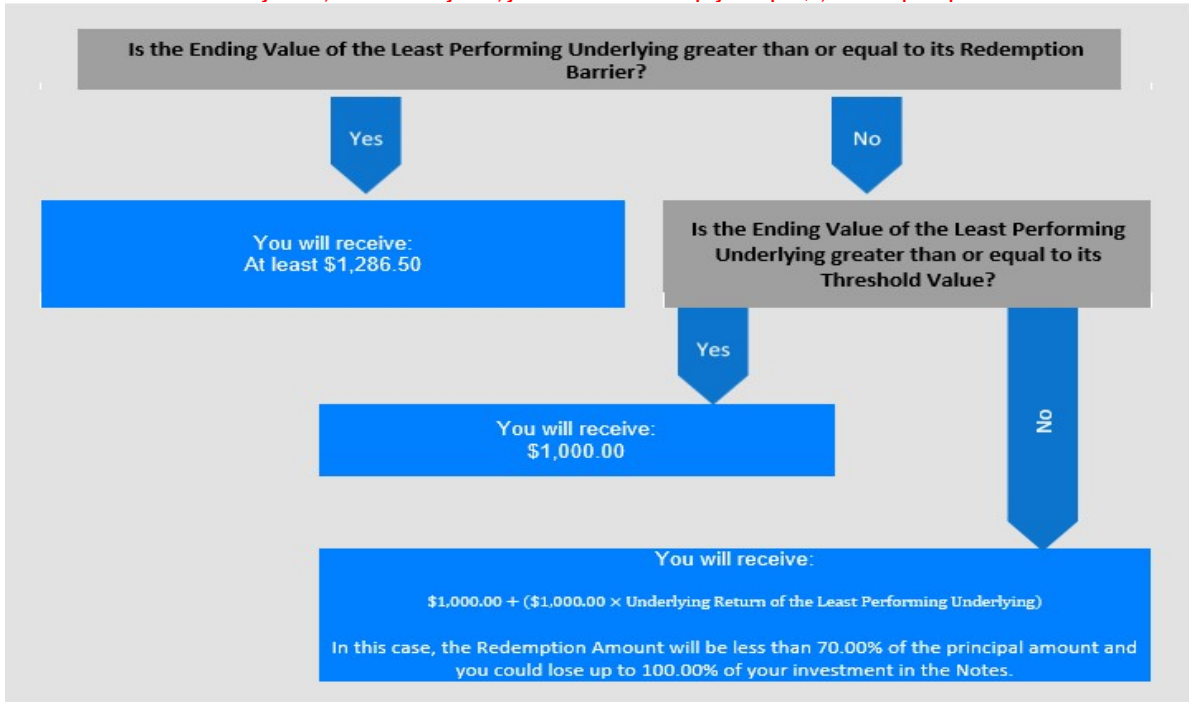 Is the Ending Value of the Least Performing Underlying greater than or equal to its Redemption
Barrier?
Yes
No
You will receive:
At least $1,286.50
Is the Ending Value of the Least Performing
Underlying greater than or equal to its
Threshold Value?
Yes
No
You will receive:
$1,000.00
You will receive:
$1,000.00 + ($1,000.00 × Underlying Return of the Least Performing Underlying)
In this case, the Redemption Amount will be less than 70.00% of the principal amount and
you could lose up to 100.00% of your investment in the Notes.